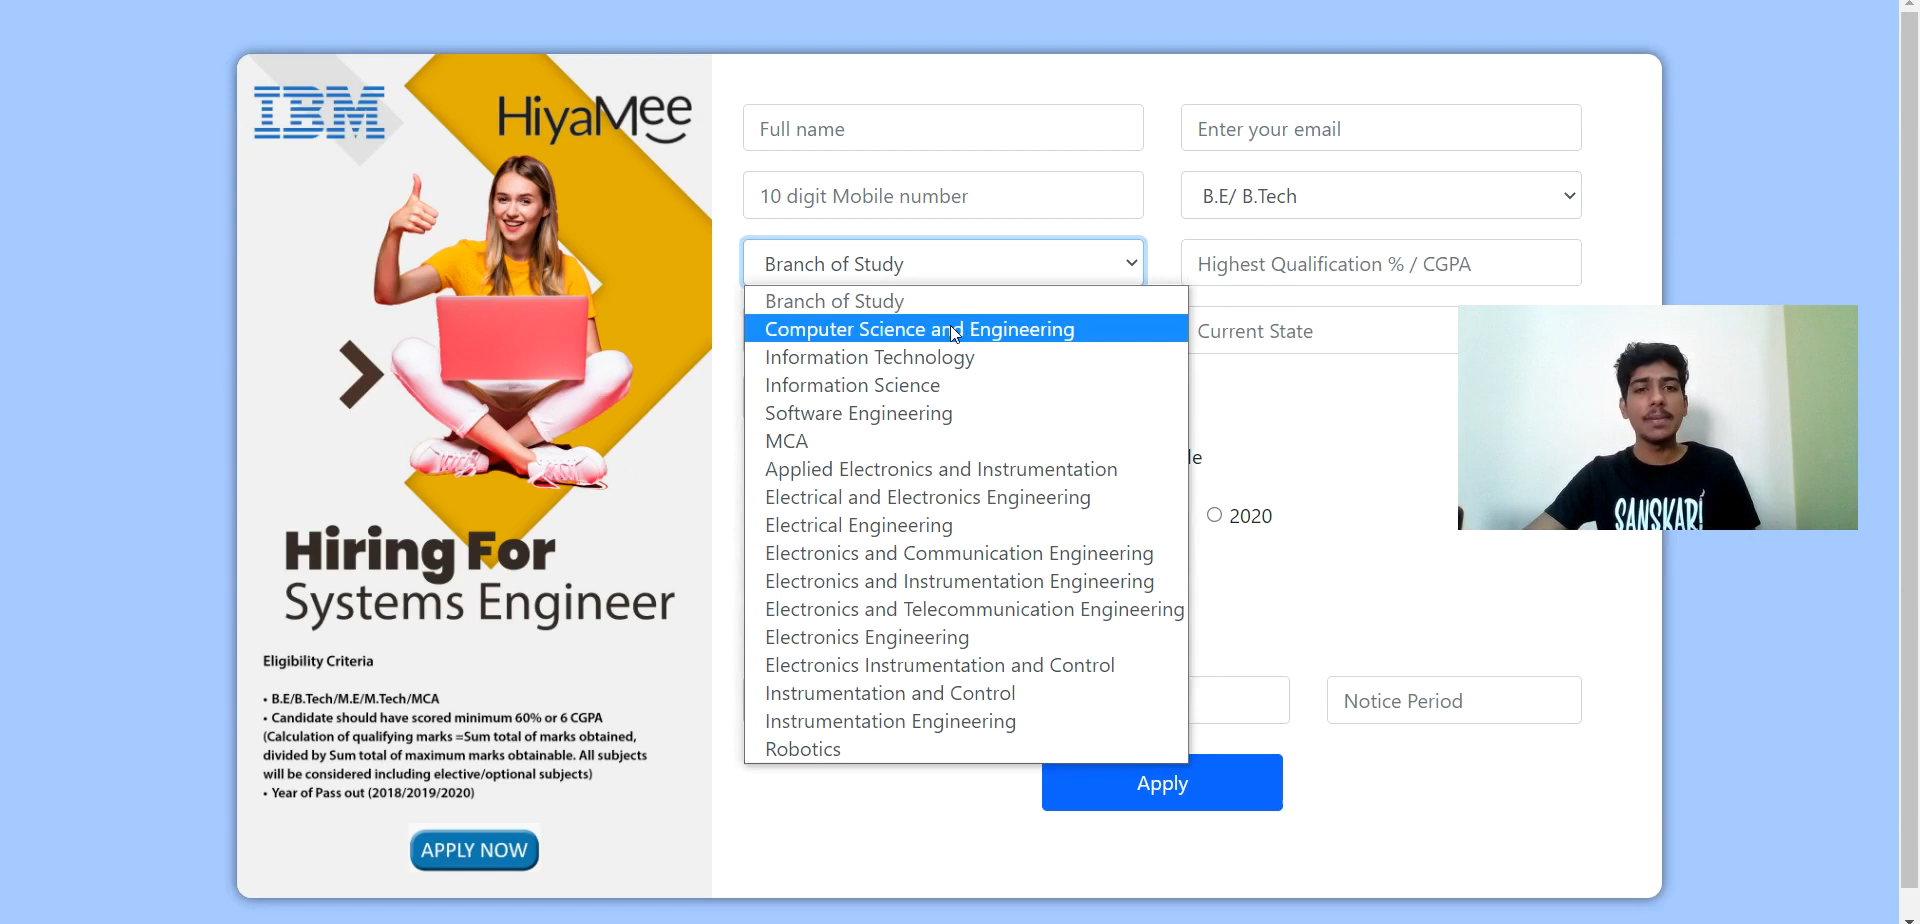 IBM
HiyaMee
Hiring For
Systems Engineer
Eligibility Criteria
• B.E/B.Tech/M.E/M.Tech/MCA
• Candidate should have scored minimum 60% or 6 CGPA
(Calculation of qualifying marks =Sum total of marks obtained,
divided by Sum total of maximum marks obtainable. All subjects
will be considered including elective/optional subjects)
• Year of Pass out (2018/2019/2020)
APPLY NOW
Full name
Enter your email
10 digit Mobile number
B.E/ B.Tech
Branch of Study
Highest Qualification % / CGPA
Branch of Study
Computer Science and Engineering
Information Technology
Information Science
Software Engineering
MCA
Applied Electronics and Instrumentation
Electrical and Electronics Engineering
Electrical Engineering
Electronics and Communication Engineering
Electronics and Instrumentation Engineering
Electronics and Telecommunication Engineering
Electronics Engineering
Electronics Instrumentation and Control
Instrumentation and Control
Instrumentation Engineering
Robotics
Current State
le
2020
Notice Period
Apply
SANSKARI